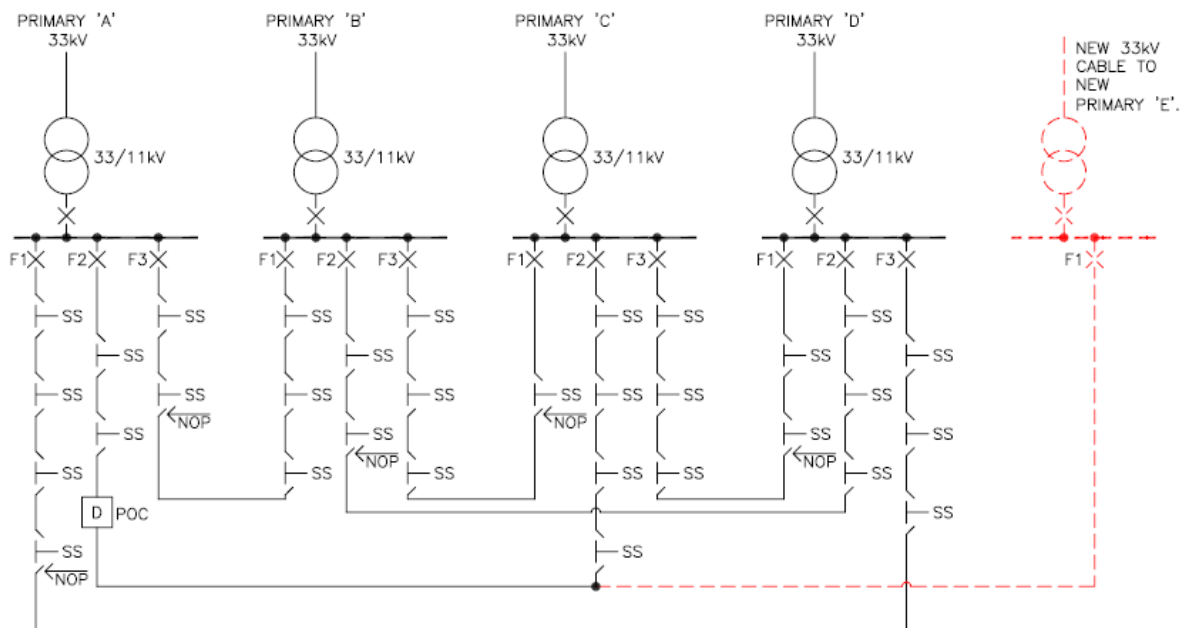 PRIMARY 'A'
33kV
PRIMARY 'B'
33kV
PRIMARY 'C'
33kV
PRIMARY 'D'
33kV
NEW 33kV
CABLE TO
NEW
PRIMARY 'E'.
33/11kV
33/11kV
33/11kV
33/11kV
F1 F2 F3
F1 F2 F3
F1 F2 F3
F1 F2 F3
F1
SS SS SS SS SS SS SS
SS SS SS SS
SS SS SS SS SS SS SS SS
NOP NOP
SS SS SS SS
NOP NOP
SS SS SS SS SS SS
D POC SS
SS SS
NOP